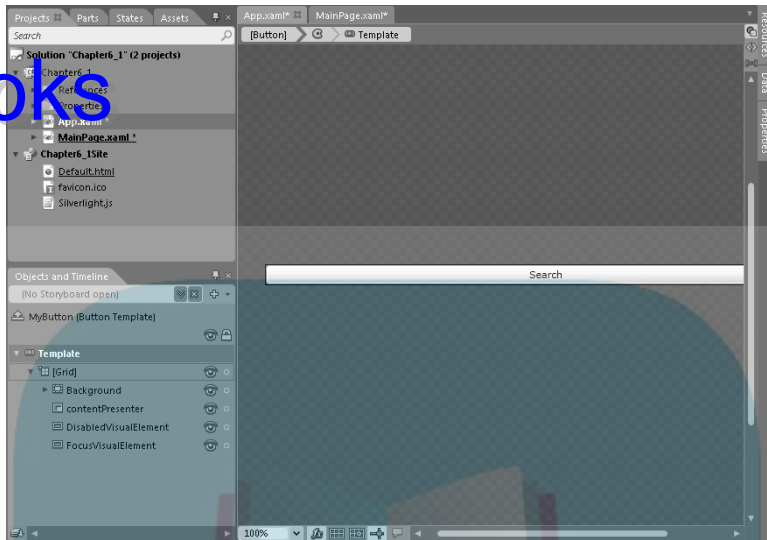 Projects Parts States Assets
Search
Solution "Chapter6_1" (2 projects)
Chapter6_1
References
Properties
App.xaml *
MainPage.xaml *
Chapter6_1Site
Default.html
favicon.ico
Silverlight.js
oks
Objects and Timeline
(No Storyboard open)
MyButton (Button Template)
Template
[Grid]
Background
contentPresenter
DisabledVisualElement
FocusVisualElement
App.xaml* MainPage.xaml*
[Button] Template
Search
100%
Resources
Data
Properties